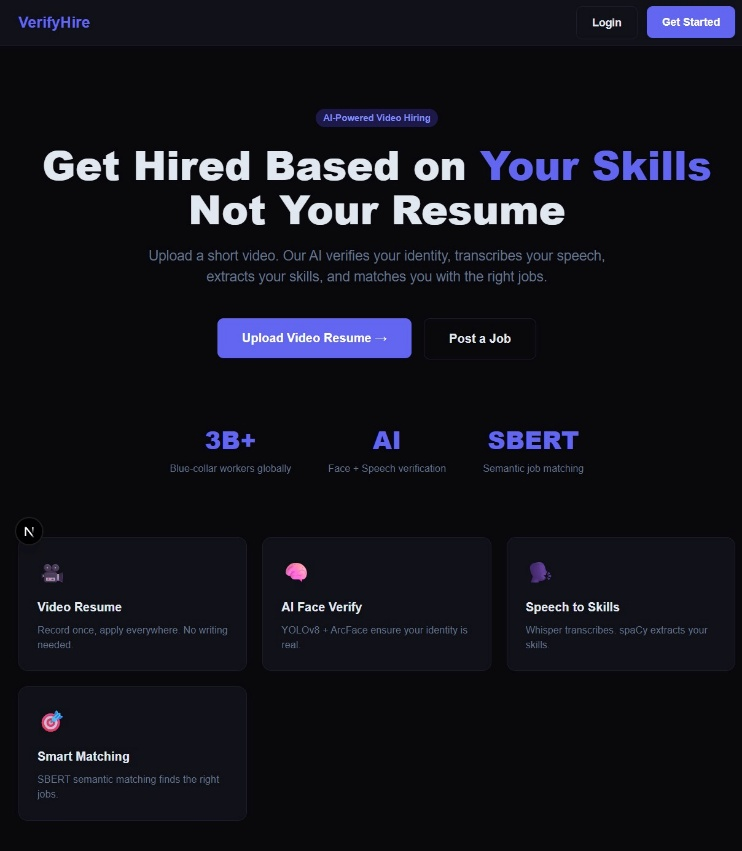 VerifyHire
Login
Get Started
AI-Powered Video Hiring
Get Hired Based on Your Skills
Not Your Resume
Upload a short video. Our AI verifies your identity, transcribes your speech,
extracts your skills, and matches you with the right jobs.
Upload Video Resume →
Post a Job
3B+
Blue-collar workers globally
AI
Face + Speech verification
SBERT
Semantic job matching
N
Video Resume
Record once, apply everywhere. No writing
needed.
AI Face Verify
YOLOv8 + ArcFace ensure your identity is
real.
Speech to Skills
Whisper transcribes, spaCy extracts your
skills.
Smart Matching
SBERT semantic matching finds the right
jobs.